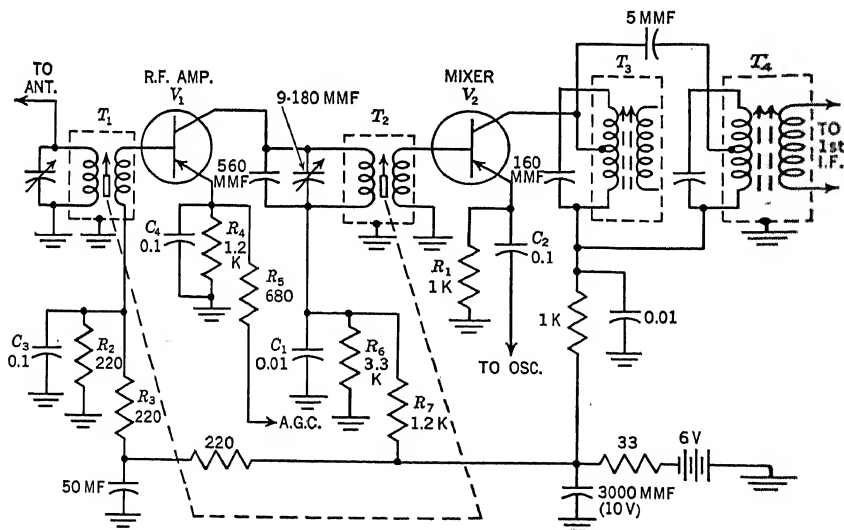 5 MMF
TO
ANT.
R.F. AMP.
V₁
9-180 MMF
MIXER
V₂
T₁
T₂
T₃
T₄
TO
1st
I.F.
560
MMF
160
MMF
C₄
0.1
R₄
1.2
K
R₅
680
R₁
1 K
C₂
0.1
1 K
0.01
TO OSC.
C₃
0.1
R₂
220
R₃
220
C₁
0.01
R₆
3.3
K
R₇
1.2 K
A.G.C.
220
33
6 V
50 MF
3000 MMF
(10 V)